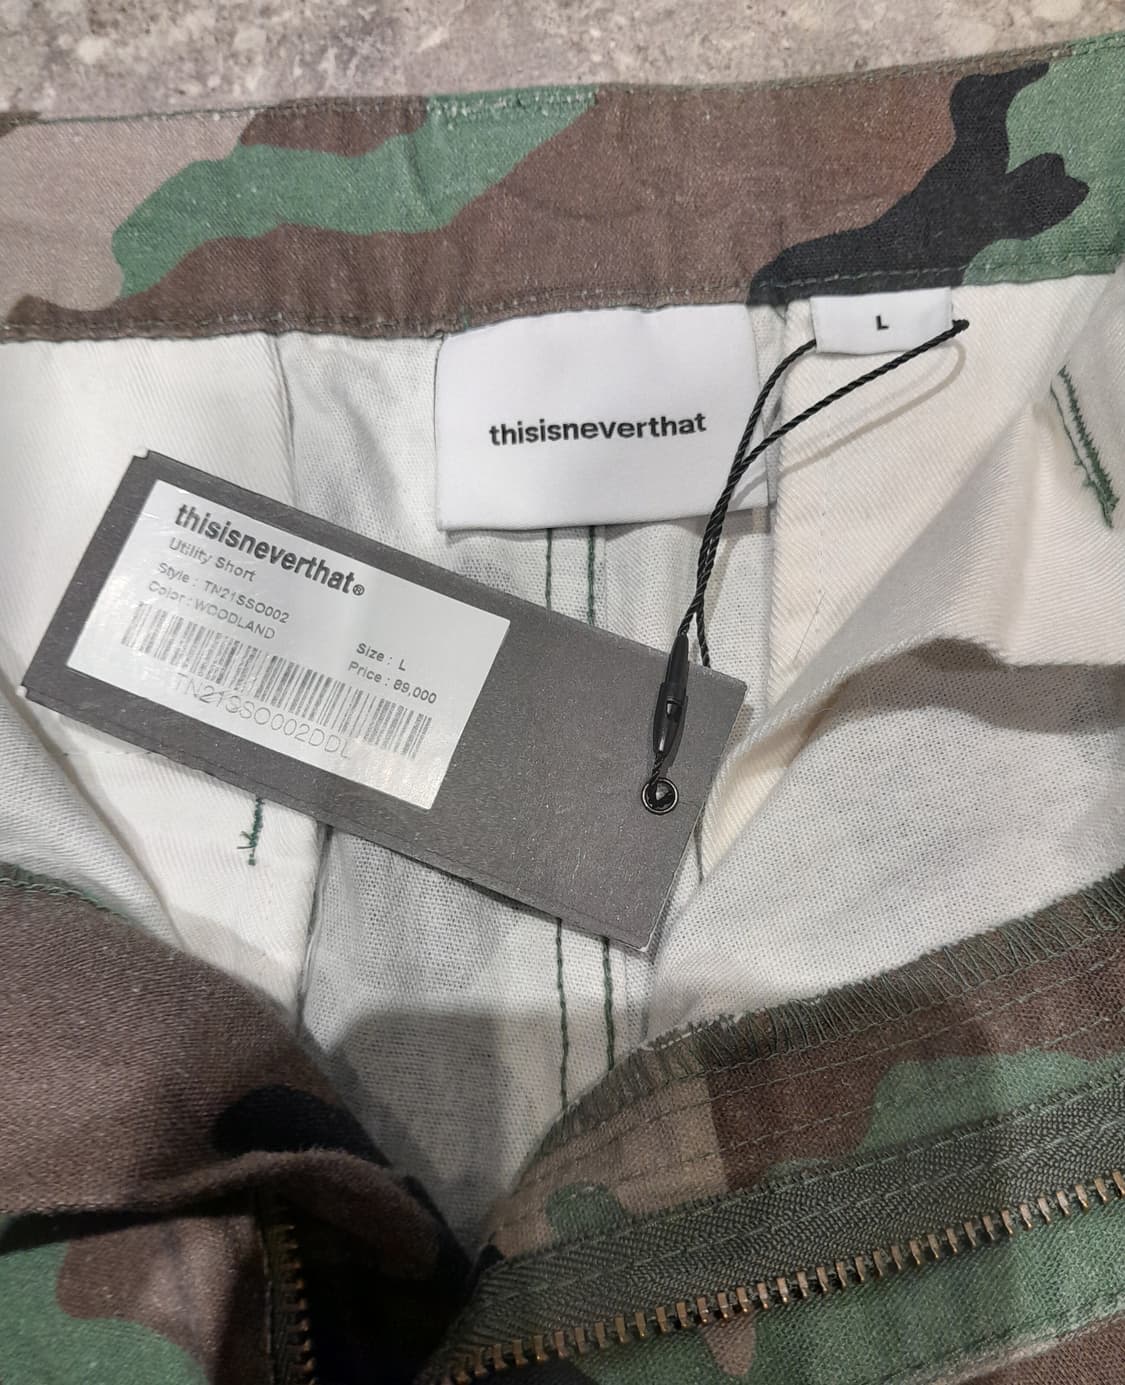 L
thisisneverthat
thisisneverthat®
Utility Short
Style : TN21SSO002
Color : WOODLAND
Size : L
Price : 89,000
TN21SSO002DDL